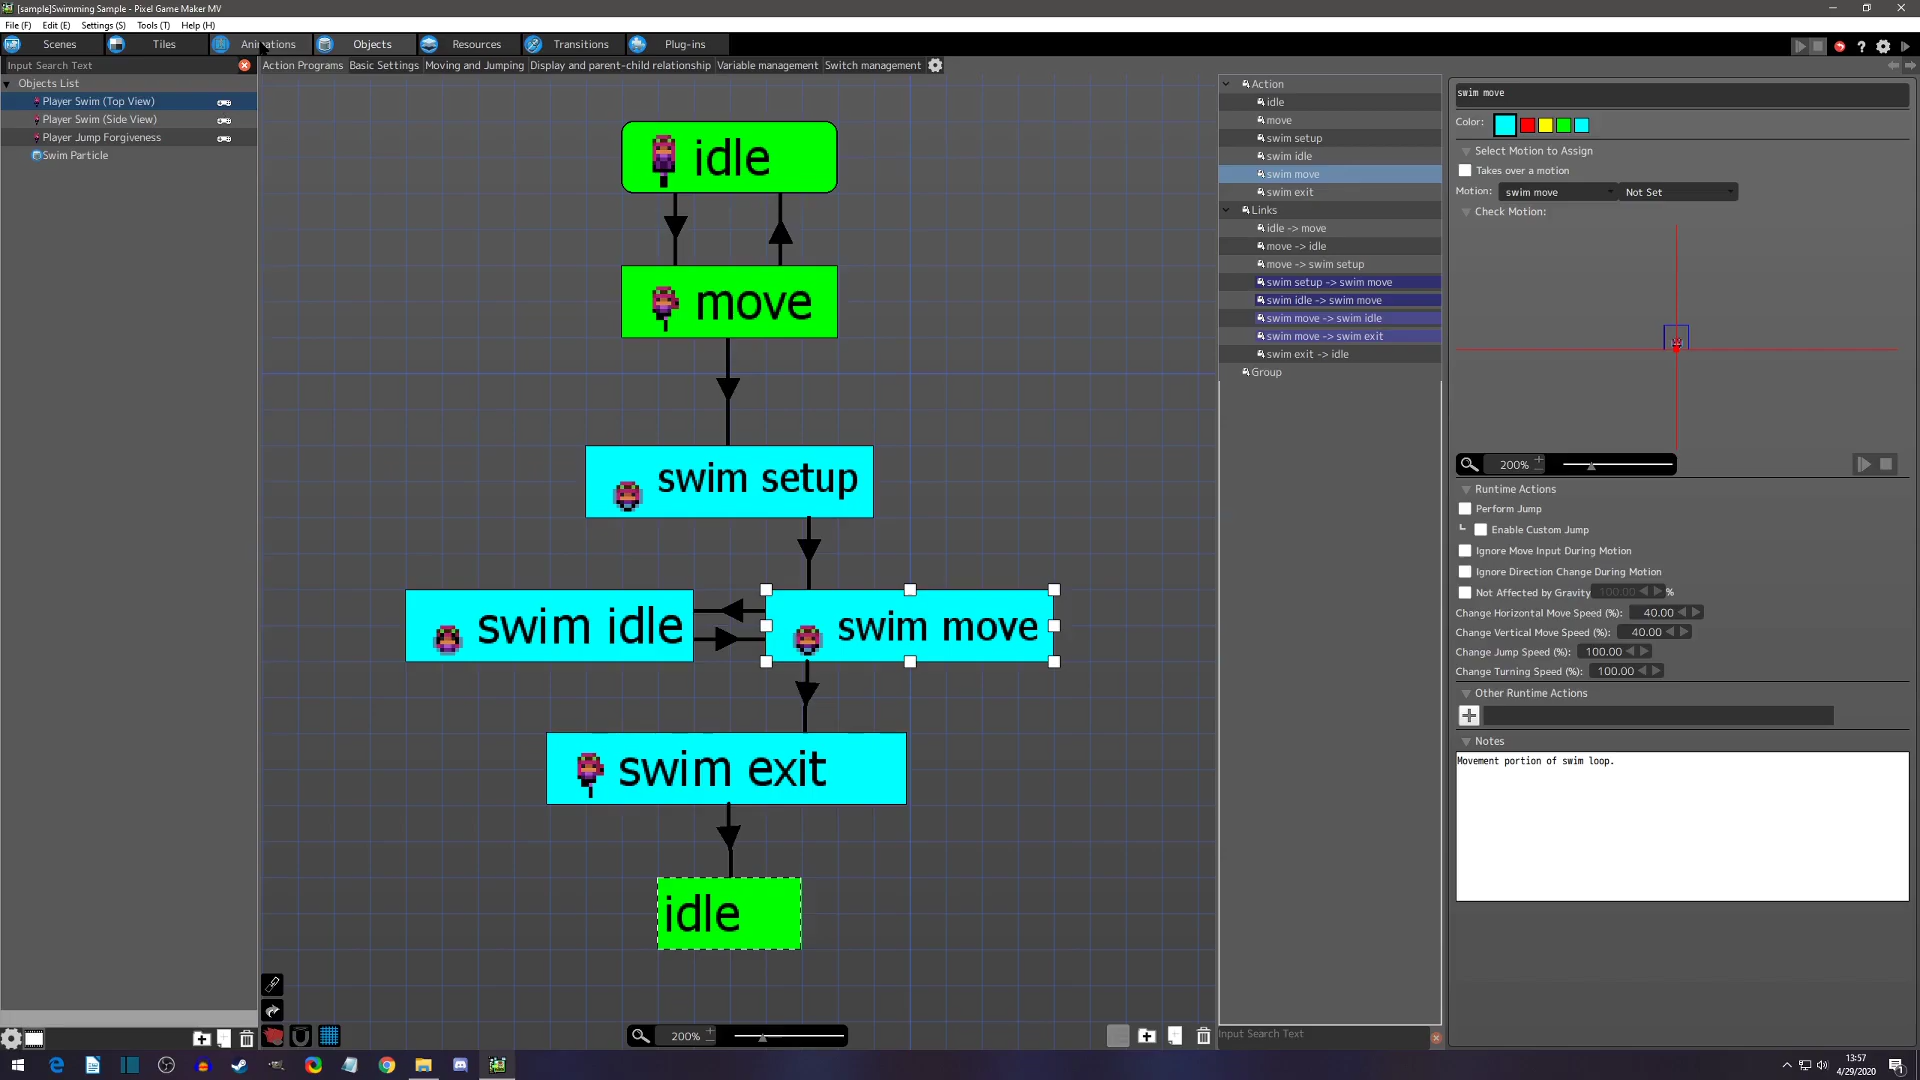 [sample]Swimming Sample - Pixel Game Maker MV
File (F) Edit (E) Settings (S) Tools (T) Help (H)
Scenes Tiles Animations Objects Resources Transitions Plug-ins
Input Search Text
Objects List
Player Swim (Top View)
Player Swim (Side View)
Player Jump Forgiveness
Swim Particle
Action Programs Basic Settings Moving and Jumping Display and parent-child relationship Variable management Switch management
idle
move
swim setup
swim idle
swim move
swim exit
idle
200%
Action
idle
move
swim setup
swim idle
swim move
swim exit
Links
idle -> move
move -> idle
move -> swim setup
swim setup -> swim move
swim idle -> swim move
swim move -> swim idle
swim move -> swim exit
swim exit -> idle
Group
Input Search Text
swim move
Color:
Select Motion to Assign
Takes over a motion
Motion: swim move Not Set
Check Motion:
200%
Runtime Actions
Perform Jump
Enable Custom Jump
Ignore Move Input During Motion
Ignore Direction Change During Motion
Not Affected by Gravity 100.00 %
Change Horizontal Move Speed (%): 40.00
Change Vertical Move Speed (%): 40.00
Change Jump Speed (%): 100.00
Change Turning Speed (%): 100.00
Other Runtime Actions
Notes
Movement portion of swim loop.
13:57
4/29/2020